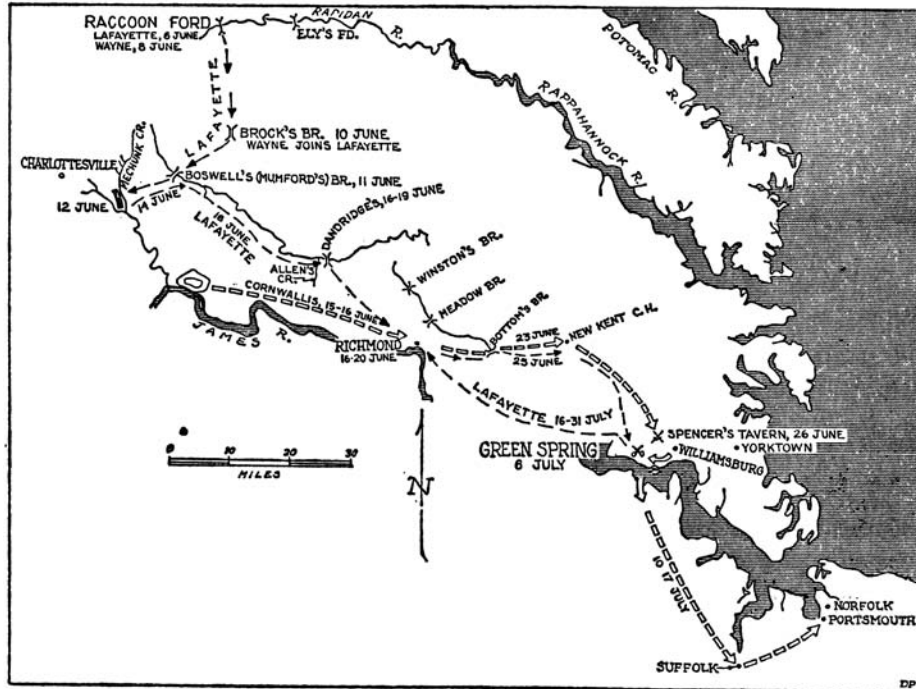 RACCOON FORD
LAFAYETTE, 6 JUNE
WAYNE, 8 JUNE
RAPIDAN
R.
ELY'S FD.
POTOMAC
R.
RAPPAHANNOCK
R.
LAFAYETTE
BROCK'S BR. 10 JUNE
WAYNE JOINS LAFAYETTE
MECHUNK CR.
CHARLOTTESVILLE
BOSWELL'S (MUMFORD'S) BR., 11 JUNE
12 JUNE
14 JUNE
DANDRIDGE'S, 16-19 JUNE
LAFAYETTE
ALLEN'S
CR.
WINSTON'S BR.
CORNWALLIS, 15-16 JUNE
MEADOW BR.
BOTTON'S BR.
JAMES
R.
RICHMOND
16-20 JUNE
23 JUNE
NEW KENT C.H.
25 JUNE
LAFAYETTE 16-31 JULY
SPENCER'S TAVERN, 26 JUNE
YORKTOWN
GREEN SPRING
6 JULY
WILLIAMSBURG
0 10 20 30
MILES
N
10-17 JULY
NORFOLK
PORTSMOUTH
SUFFOLK
DP